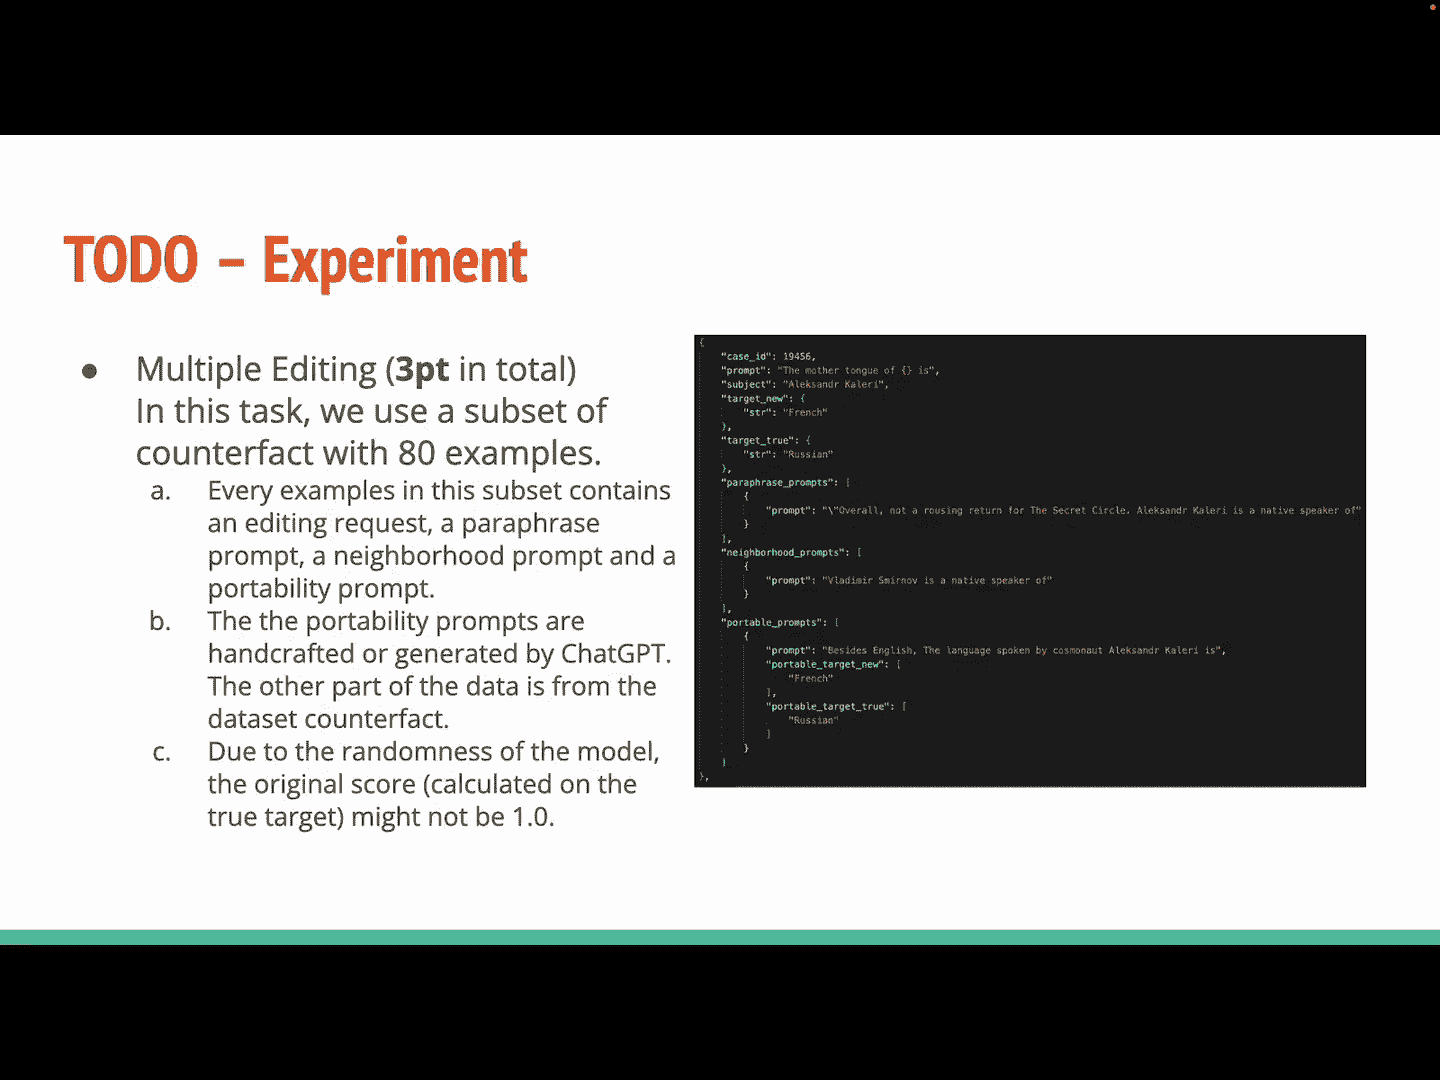 TODO – Experiment
● Multiple Editing (3pt in total)
In this task, we use a subset of
counterfact with 80 examples.
a. Every examples in this subset contains
an editing request, a paraphrase
prompt, a neighborhood prompt and a
portability prompt.
b. The the portability prompts are
handcrafted or generated by ChatGPT.
The other part of the data is from the
dataset counterfact.
c. Due to the randomness of the model,
the original score (calculated on the
true target) might not be 1.0.
{
"case_id": 19456,
"prompt": "The mother tongue of {} is",
"subject": "Aleksandr Kaleri",
"target_new": {
"str": "French"
},
"target_true": {
"str": "Russian"
},
"paraphrase_prompts": [
{
"prompt": "\"Overall, not a rousing return for The Secret Circle. Aleksandr Kaleri is a native speaker of"
}
],
"neighborhood_prompts": [
{
"prompt": "Vladimir Smirnov is a native speaker of"
}
],
"portable_prompts": [
{
"prompt": "Besides English, The language spoken by cosmonaut Aleksandr Kaleri is",
"portable_target_new": [
"French"
],
"portable_target_true": [
"Russian"
]
}
]
},